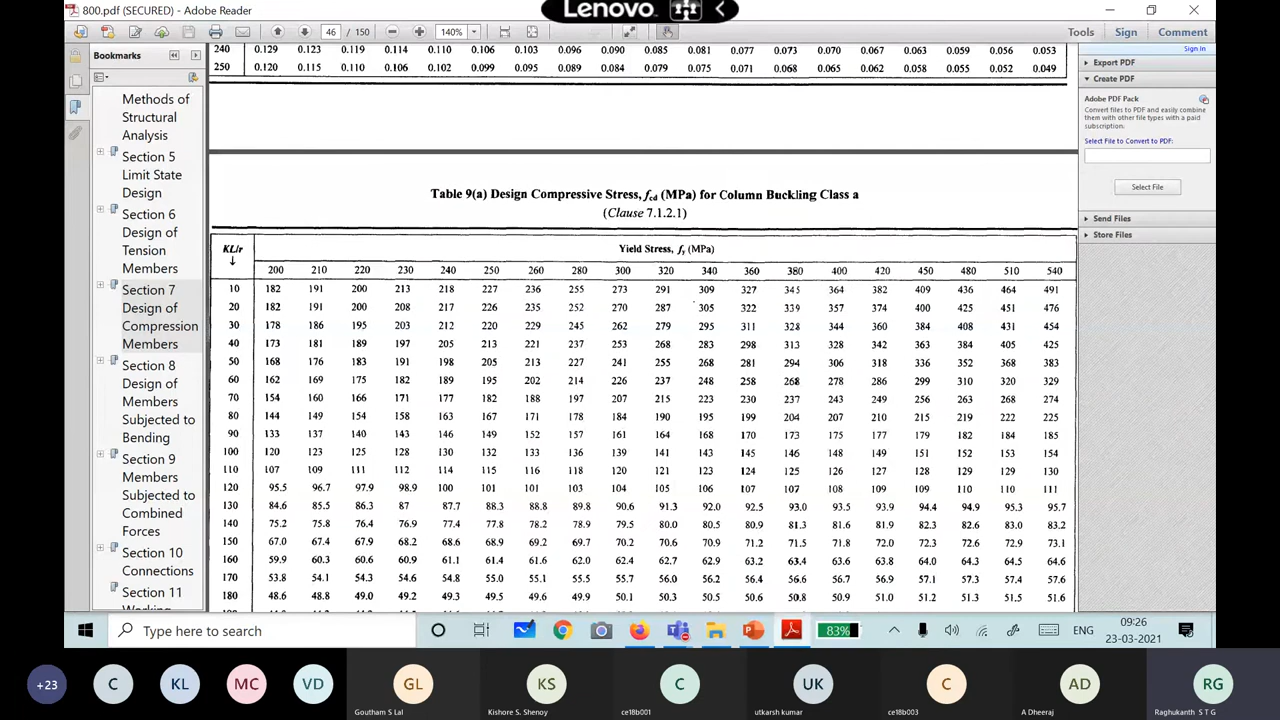 800.pdf (SECURED) - Adobe Reader
Lenovo
46 / 150
140%
Tools
Sign
Comment
Bookmarks
Methods of
Structural
Analysis
Section 5
Limit State
Design
Section 6
Design of
Tension
Members
Section 7
Design of
Compression
Members
Section 8
Design of
Members
Subjected to
Bending
Section 9
Members
Subjected to
Combined
Forces
Section 10
Connections
Section 11
Working
240 0.129 0.123 0.119 0.114 0.110 0.106 0.103 0.096 0.090 0.085 0.081 0.077 0.073 0.070 0.067 0.063 0.059 0.056 0.053
250 0.120 0.115 0.110 0.106 0.102 0.099 0.095 0.089 0.084 0.079 0.075 0.071 0.068 0.065 0.062 0.058 0.055 0.052 0.049
Table 9(a) Design Compressive Stress, fcd (MPa) for Column Buckling Class a
(Clause 7.1.2.1)
KL/r
↓
Yield Stress, fy (MPa)
200 210 220 230 240 250 260 280 300 320 340 360 380 400 420 450 480 510 540
10 182 191 200 213 218 227 236 255 273 291 309 327 345 364 382 409 436 464 491
20 182 191 200 208 217 226 235 252 270 287 305 322 339 357 374 400 425 451 476
30 178 186 195 203 212 220 229 245 262 279 295 311 328 344 360 384 408 431 454
40 173 181 189 197 205 213 221 237 253 268 283 298 313 328 342 363 384 405 425
50 168 176 183 191 198 205 213 227 241 255 268 281 294 306 318 336 352 368 383
60 162 169 175 182 189 195 202 214 226 237 248 258 268 278 286 299 310 320 329
70 154 160 166 171 177 182 188 197 207 215 223 230 237 243 249 256 263 268 274
80 144 149 154 158 163 167 171 178 184 190 195 199 204 207 210 215 219 222 225
90 133 137 140 143 146 149 152 157 161 164 168 170 173 175 177 179 182 184 185
100 120 123 125 128 130 132 133 136 139 141 143 145 146 148 149 151 152 153 154
110 107 109 111 112 114 115 116 118 120 121 123 124 125 126 127 128 129 129 130
120 95.5 96.7 97.9 98.9 100 101 101 103 104 105 106 107 107 108 109 109 110 110 111
130 84.6 85.5 86.3 87 87.7 88.3 88.8 89.8 90.6 91.3 92.0 92.5 93.0 93.5 93.9 94.4 94.9 95.3 95.7
140 75.2 75.8 76.4 76.9 77.4 77.8 78.2 78.9 79.5 80.0 80.5 80.9 81.3 81.6 81.9 82.3 82.6 83.0 83.2
150 67.0 67.4 67.9 68.2 68.6 68.9 69.2 69.7 70.2 70.6 70.9 71.2 71.5 71.8 72.0 72.3 72.6 72.9 73.1
160 59.9 60.3 60.6 60.9 61.1 61.4 61.6 62.0 62.4 62.7 62.9 63.2 63.4 63.6 63.8 64.0 64.3 64.5 64.6
170 53.8 54.1 54.3 54.6 54.8 55.0 55.1 55.5 55.7 56.0 56.2 56.4 56.6 56.7 56.9 57.1 57.3 57.4 57.6
180 48.6 48.8 49.0 49.2 49.3 49.5 49.6 49.9 50.1 50.3 50.5 50.6 50.8 50.9 51.0 51.2 51.3 51.5 51.6
Sign In
Export PDF
Create PDF
Adobe PDF Pack
Convert files to PDF and easily combine
them with other file types with a paid
subscription.
Select File to Convert to PDF:
Select File
Send Files
Store Files
Type here to search
83%
ENG
09:26
23-03-2021
+23
C
KL
MC
VD
GL
Goutham S Lal
KS
Kishore S. Shenoy
C
ce18b001
UK
utkarsh kumar
C
ce18b003
AD
A Dheeraj
RG
Raghukanth S T G